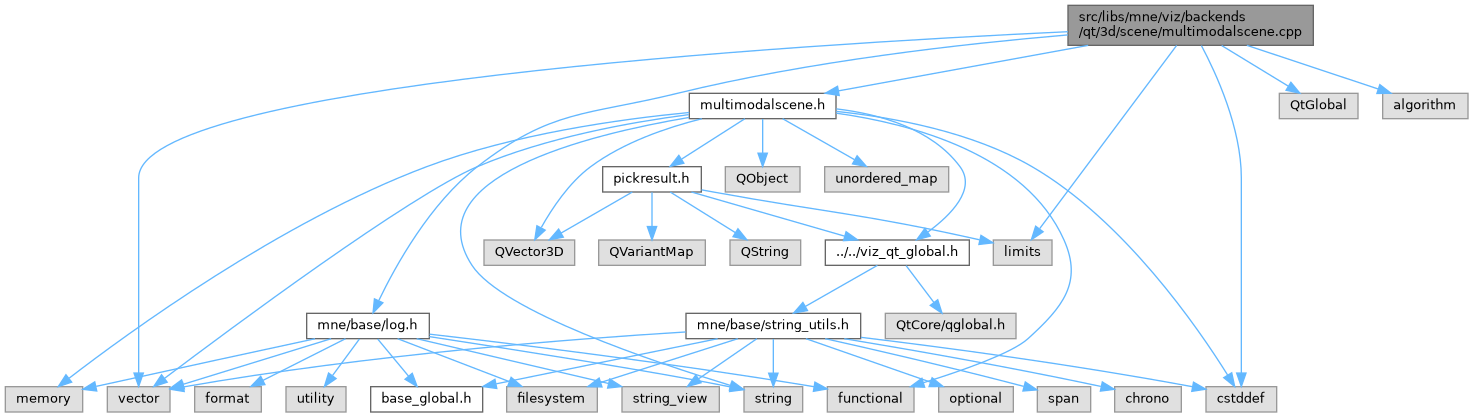 src/libs/mne/viz/backends
/qt/3d/scene/multimodalscene.cpp
multimodalscene.h
QtGlobal
algorithm
pickresult.h
QObject
unordered_map
QVector3D
QVariantMap
QString
../../viz_qt_global.h
limits
mne/base/log.h
mne/base/string_utils.h
QtCore/qglobal.h
memory
vector
format
utility
base_global.h
filesystem
string_view
string
functional
optional
span
chrono
cstddef